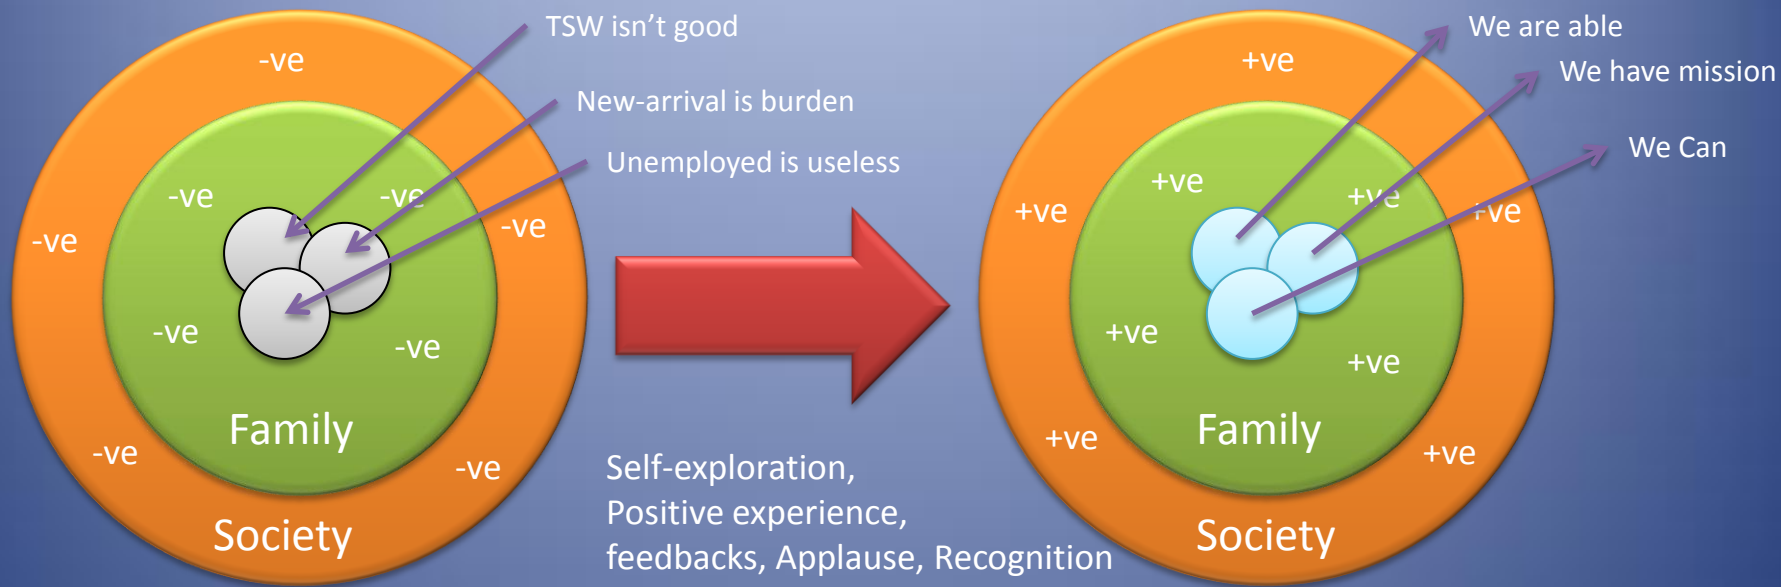 TSW isn’t good
New-arrival is burden
Unemployed is useless
-ve
-ve
-ve
-ve
-ve
-ve
-ve
-ve
-ve
Family
Society
Self-exploration,
Positive experience,
feedbacks, Applause, Recognition
We are able
We have mission
We Can
+ve
+ve
+ve
+ve
+ve
+ve
+ve
+ve
+ve
Family
Society